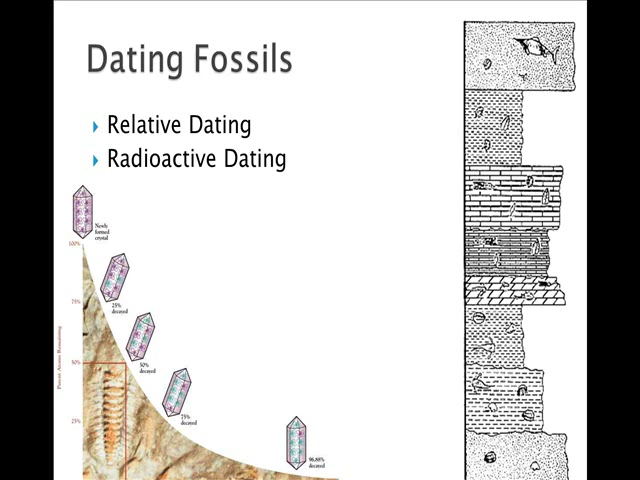 Dating Fossils
Relative Dating
Radioactive Dating
Newly
formed
crystal
100%
75%
25%
decayed
50%
decayed
50%
75%
decayed
25%
96.88%
decayed
Parent Atoms Remaining